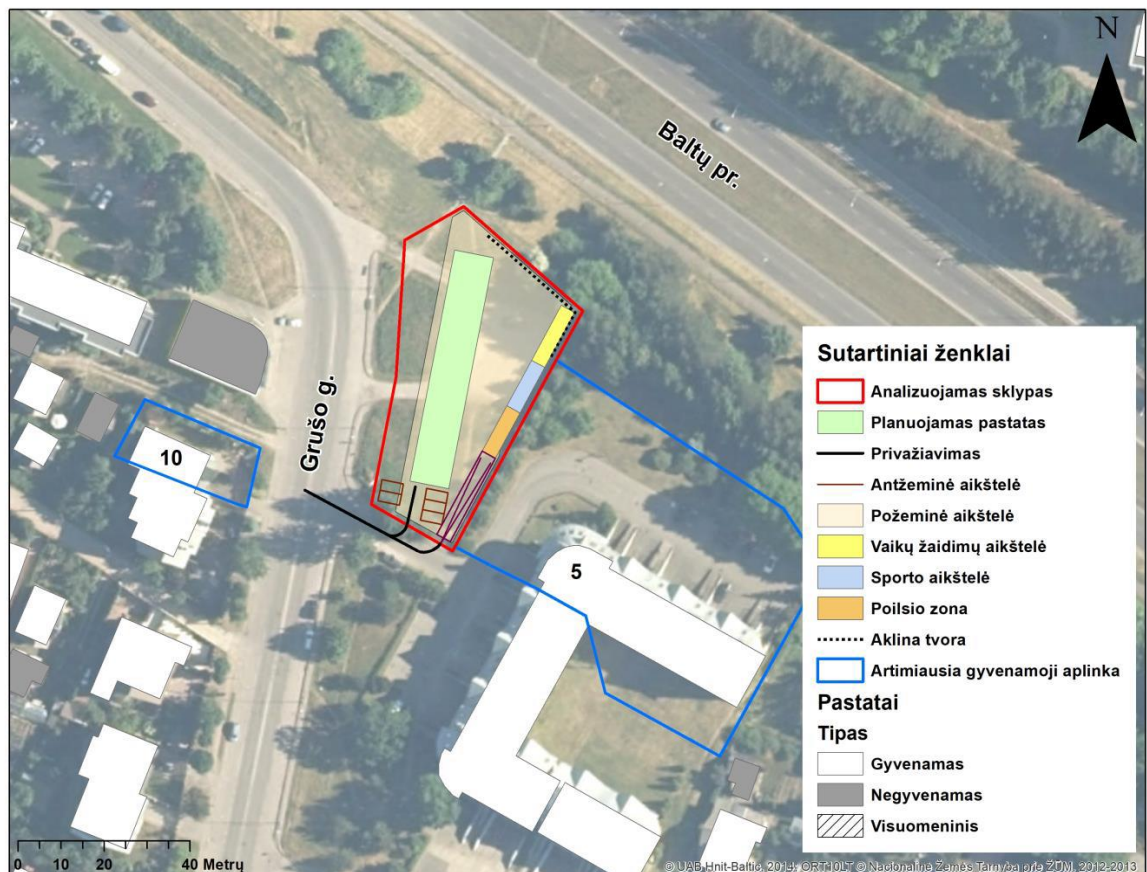 N
Baltų pr.
Grušo g.
10
5
Sutartiniai ženklai
Analizuojamas sklypas
Planuojamas pastatas
Privažiavimas
Antžeminė aikštelė
Požeminė aikštelė
Vaikų žaidimų aikštelė
Sporto aikštelė
Poilsio zona
Aklina tvora
Artimiausia gyvenamoji aplinka
Pastatai
Tipas
Gyvenamas
Negyvenamas
Visuomeninis
0 10 20 40 Metrų
© UAB Hnit-Baltic, 2014, ORT10LT © Nacionalinė Žemės Tarnyba prie ŽŪM, 2012-2013